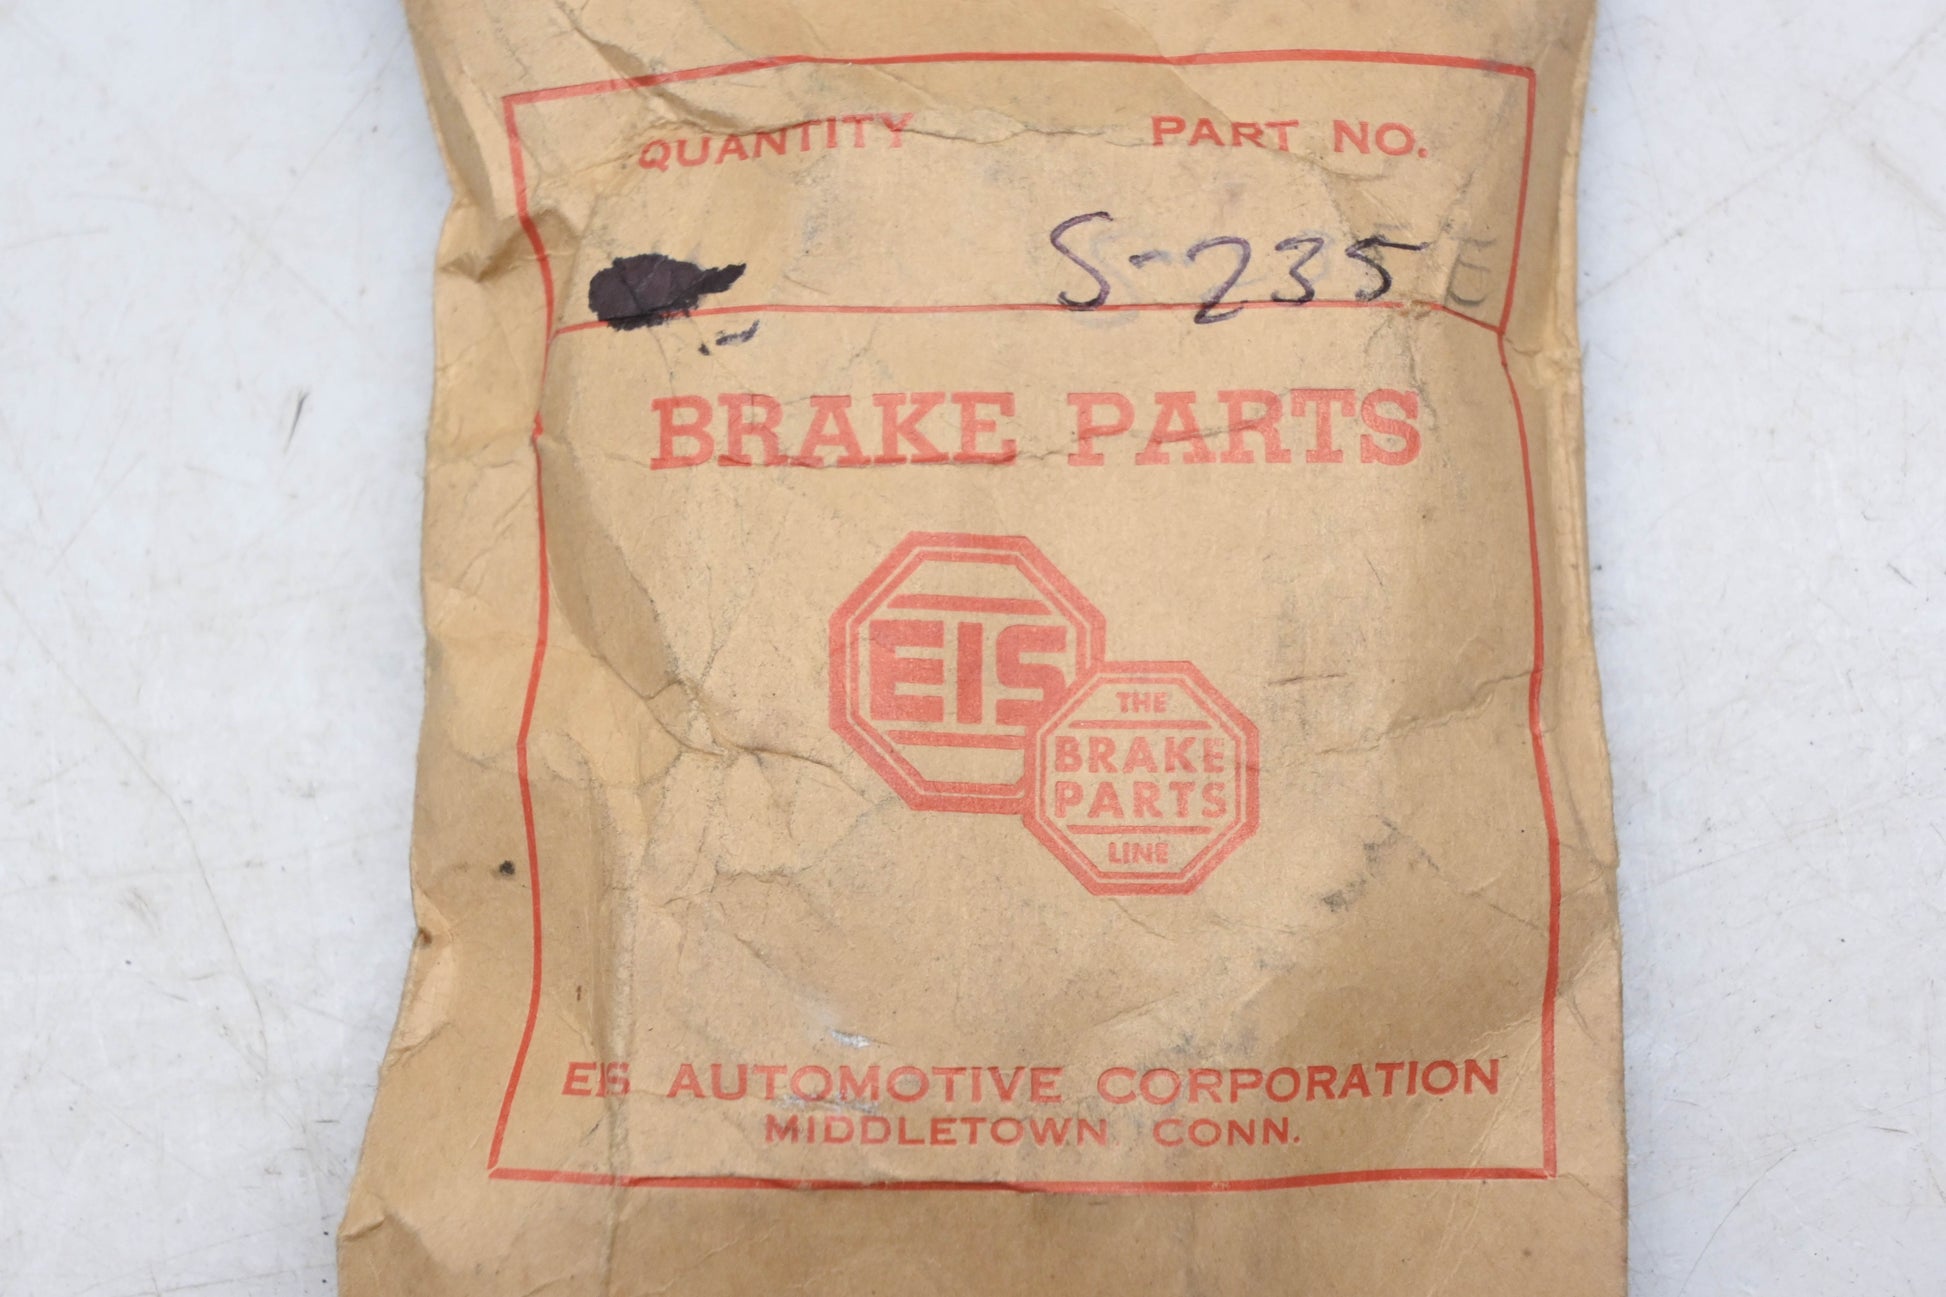 QUANTITY PART NO.
S-235
BRAKE PARTS
EIS
THE
BRAKE
PARTS
LINE
EIS AUTOMOTIVE CORPORATION
MIDDLETOWN CONN.